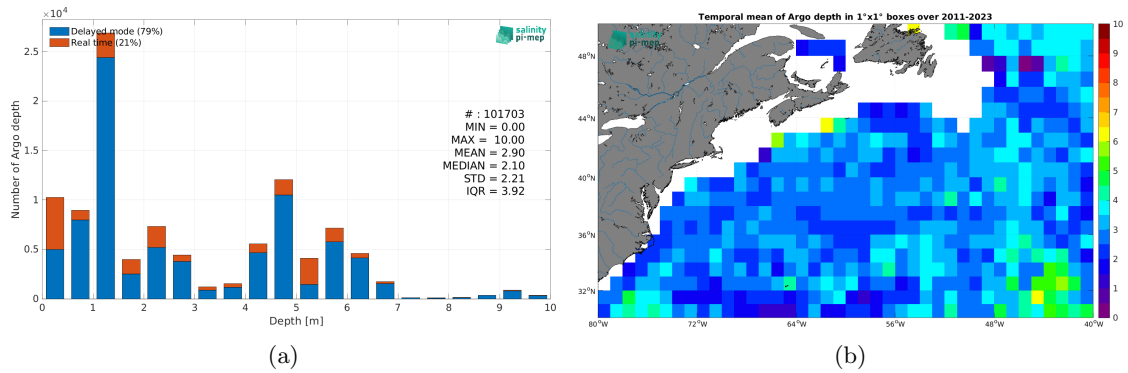 ×10⁴
Delayed mode (79%)
Real time (21%)
salinity
pi-mep
2.5
2
1.5
1
0.5
0
Number of Argo depth
# : 101703
MIN = 0.00
MAX = 10.00
MEAN = 2.90
MEDIAN = 2.10
STD = 2.21
IQR = 3.92
0 1 2 3 4 5 6 7 8 9 10
Depth [m]
(a)
Temporal mean of Argo depth in 1°x1° boxes over 2011-2023
salinity
pi-mep
48°N
44°N
40°N
36°N
32°N
80°W 72°W 64°W 56°W 48°W 40°W
10
9
8
7
6
5
4
3
2
1
0
(b)